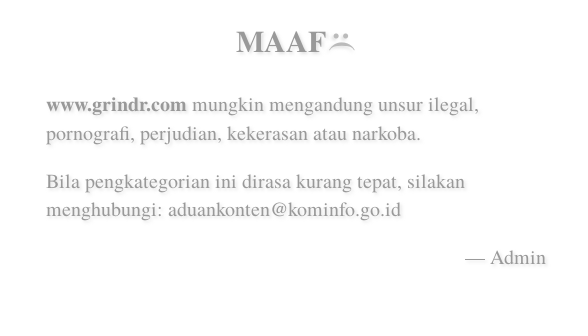 MAAF
www.grindr.com mungkin mengandung unsur ilegal,
pornografi, perjudian, kekerasan atau narkoba.
Bila pengkategorian ini dirasa kurang tepat, silakan
menghubungi: aduankonten@kominfo.go.id
— Admin